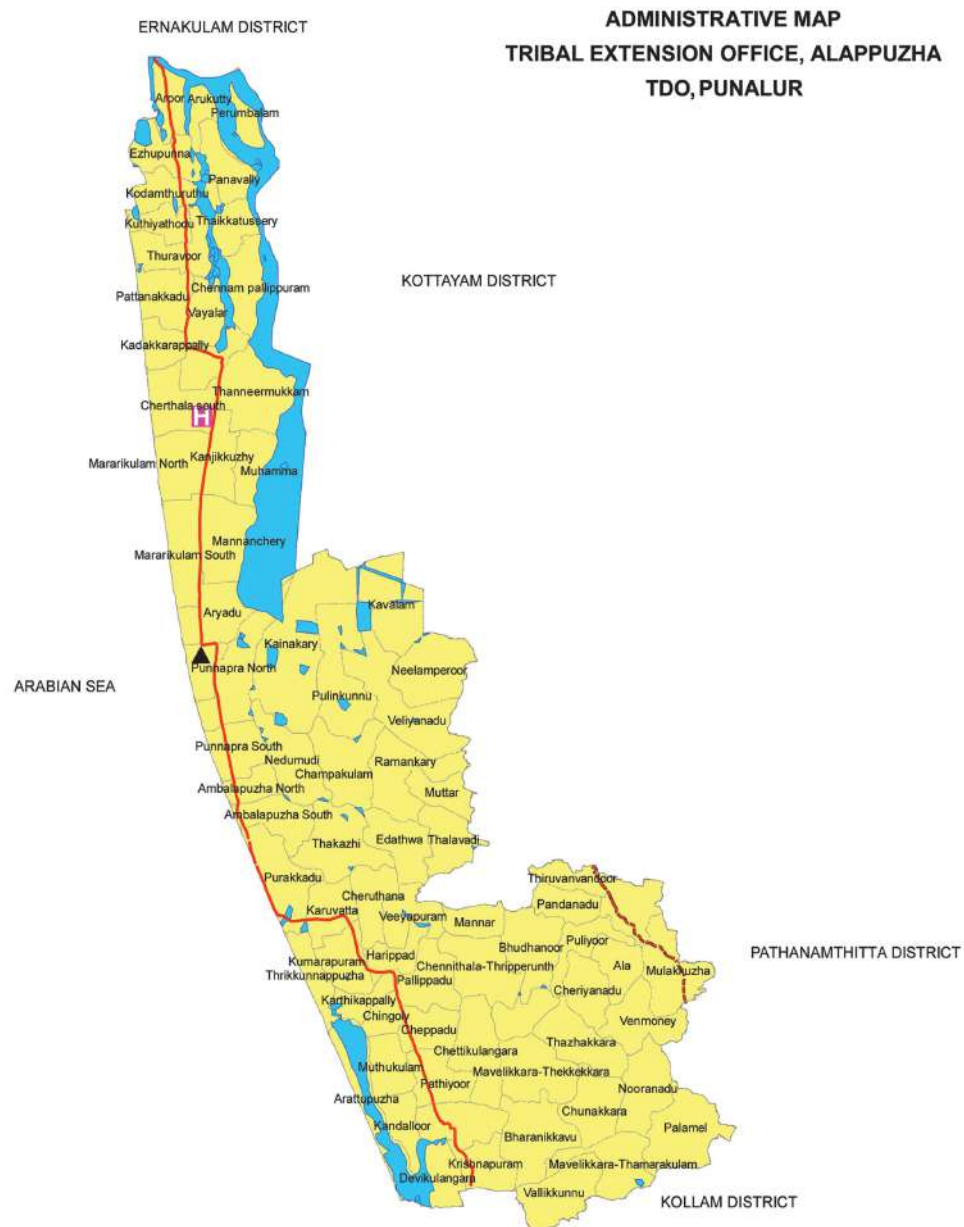 ADMINISTRATIVE MAP
TRIBAL EXTENSION OFFICE, ALAPPUZHA
TDO, PUNALUR
ERNAKULAM DISTRICT
Aroor
Arukutty
Perumbalam
Ezhupunna
Panavally
Kodamthuruthu
Kuthiyathodu
Thaikkatussery
Thuravoor
KOTTAYAM DISTRICT
Chennam pallippuram
Pattanakkadu
Vayalar
Kadakkarappally
Thanneermukkam
Cherthala south
H
Kanjikkuzhy
Mararikulam North
Muhamma
Mannanchery
Mararikulam South
Kavalam
Aryadu
Kainakary
Punnapra North
Neelamperoor
ARABIAN SEA
Pulinkunnu
Veliyanadu
Punnapra South
Nedumudi
Ramankary
Champakulam
Ambalapuzha North
Muttar
Ambalapuzha South
Thakazhi
Edathwa
Thalavadi
Purakkadu
Thiruvanvandoor
Cheruthana
Pandanadu
Karuvatta
Veeyapuram
Mannar
Bhudhanoor
Puliyoor
PATHANAMTHITTA DISTRICT
Harippad
Kumarapuram
Chennithala-Thripperunth
Ala
Mulakkuzha
Thrikkunnappuzha
Pallippadu
Cheriyanadu
Karthikappally
Chingoly
Venmoney
Cheppadu
Thazhakkara
Chettikulangara
Muthukulam
Mavelikkara-Thekkekkara
Pathiyoor
Nooranadu
Arattupuzha
Chunakkara
Kandalloor
Palamel
Bharanikkavu
Krishnapuram
Mavelikkara-Thamarakulam
Devikulangara
Vallikkunnu
KOLLAM DISTRICT